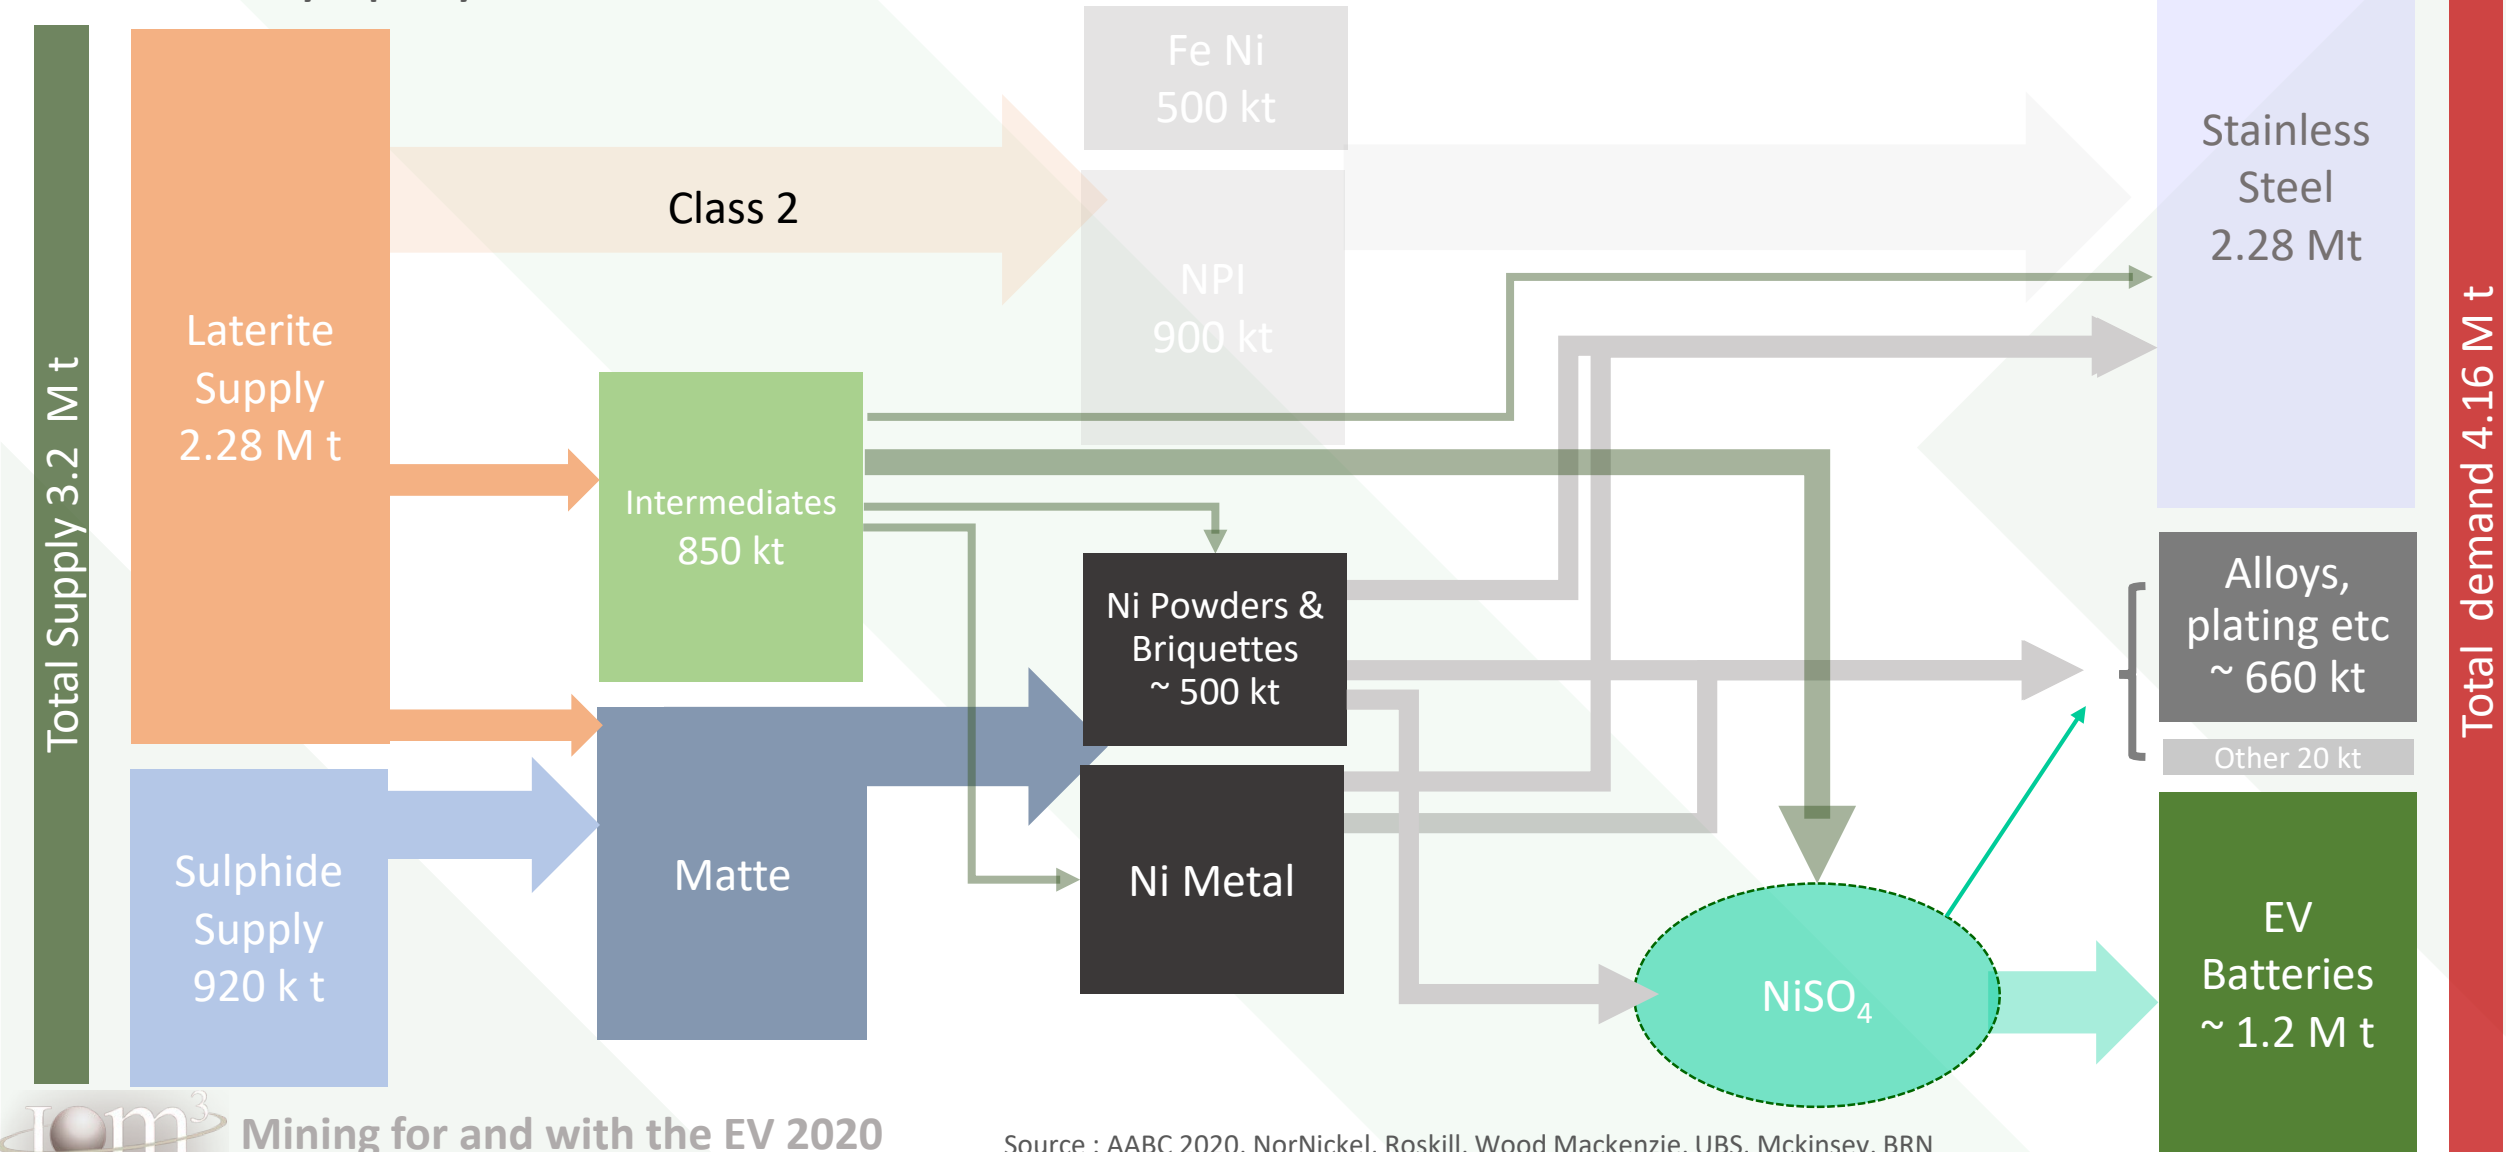 Total Supply 3.2 M t
Laterite
Supply
2.28 M t
Sulphide
Supply
920 k t
Class 2
Intermediates
850 kt
Matte
Fe Ni
500 kt
NPI
900 kt
Ni Powders &
Briquettes
~ 500 kt
Ni Metal
NiSO₄
Stainless
Steel
2.28 Mt
Alloys,
plating etc
~ 660 kt
Other 20 kt
EV
Batteries
~ 1.2 M t
Total demand 4.16 M t
IOM3
Mining for and with the EV 2020
Source : AABC 2020, NorNickel, Roskill, Wood Mackenzie, UBS, Mckinsey, BRN